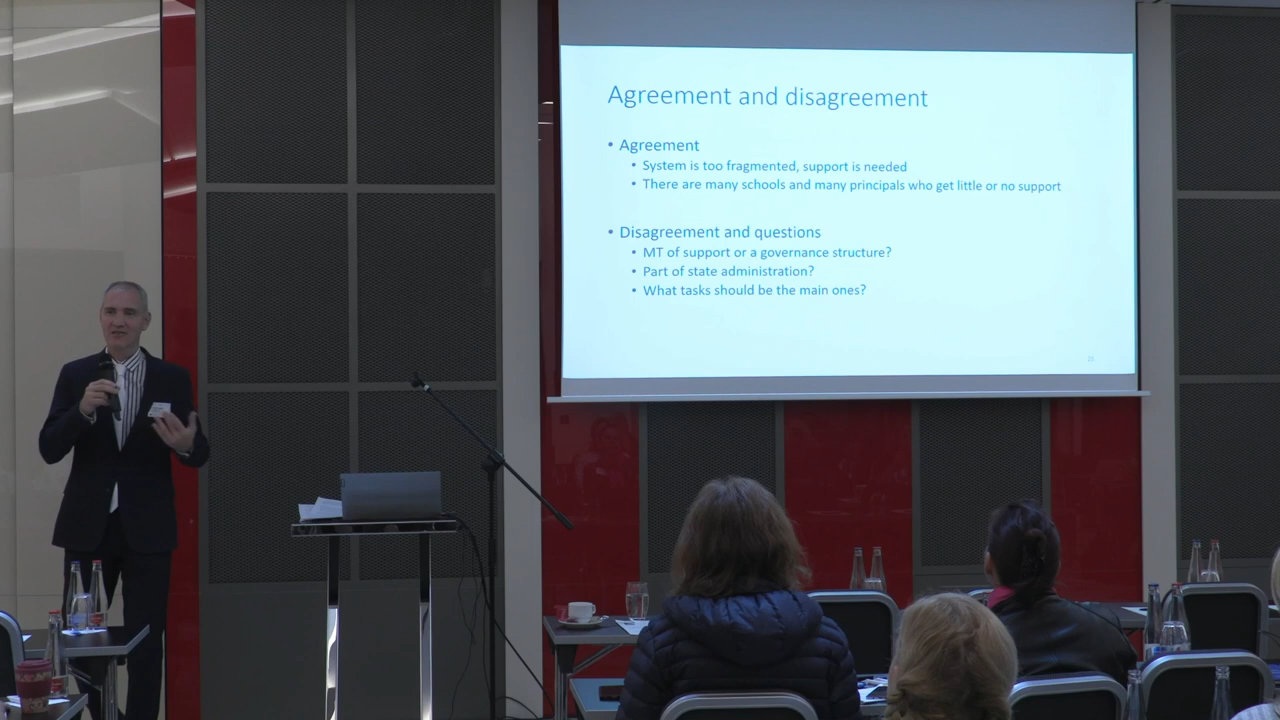 Agreement and disagreement
• Agreement
• System is too fragmented, support is needed
• There are many schools and many principals who get little or no support
• Disagreement and questions
• MT of support or a governance structure?
• Part of state administration?
• What tasks should be the main ones?